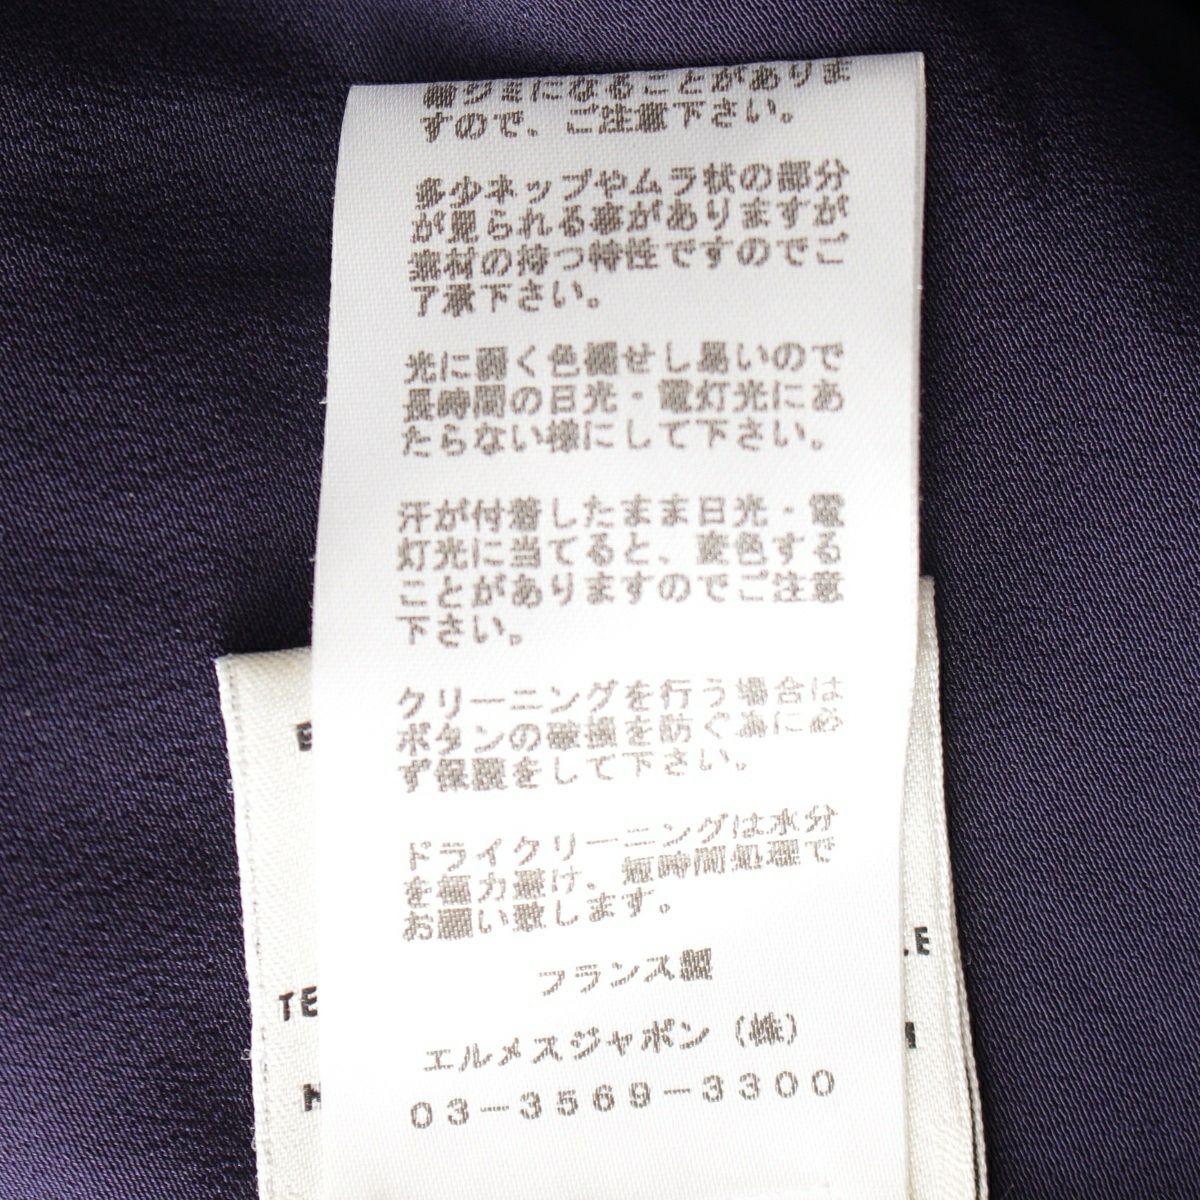 輪ジミになることがありま
すので、ご注意下さい。
多少ネップやムラ状の部分
が見られる事がありますが
素材の持つ特性ですのでご
了承下さい。
光に弱く色褪せし易いので
長時間の日光・電灯光にあ
たらない様にして下さい。
汗が付着したまま日光・電
灯光に当てると、変色する
ことがありますのでご注意
下さい。
クリーニングを行う場合は
ボタンの破損を防ぐ為に必
ず保護をして下さい。
ドライクリーニングは水分
を極力避け、短時間処理で
お願い致します。
フランス製
エルメスジャポン（株）
03-3569-3300